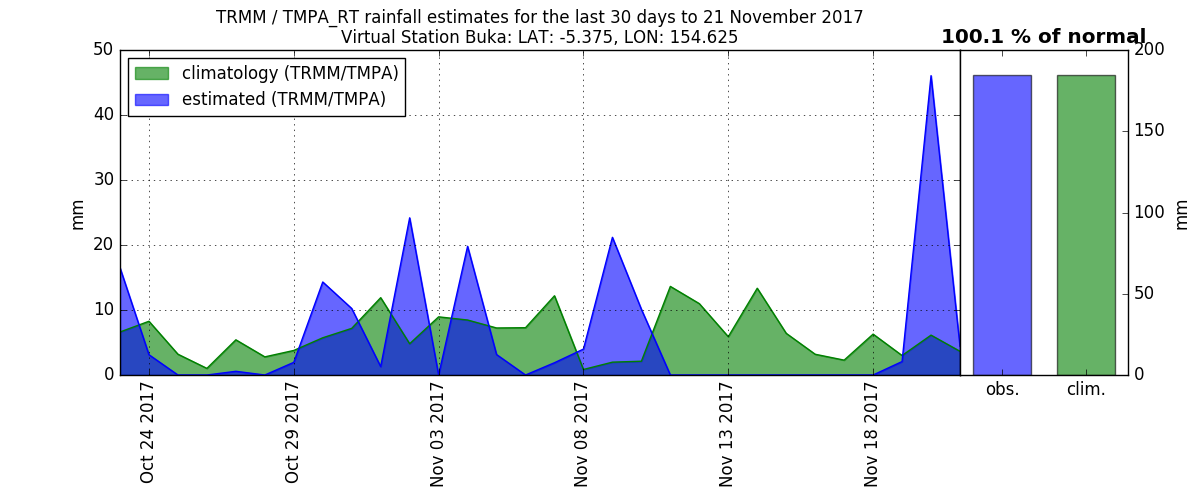 TRMM / TMPA_RT rainfall estimates for the last 30 days to 21 November 2017
Virtual Station Buka: LAT: -5.375, LON: 154.625
100.1 % of normal
climatology (TRMM/TMPA)
estimated (TRMM/TMPA)
50
40
30
20
10
0
mm
Oct 24 2017
Oct 29 2017
Nov 03 2017
Nov 08 2017
Nov 13 2017
Nov 18 2017
obs.
clim.
200
150
100
50
0
mm